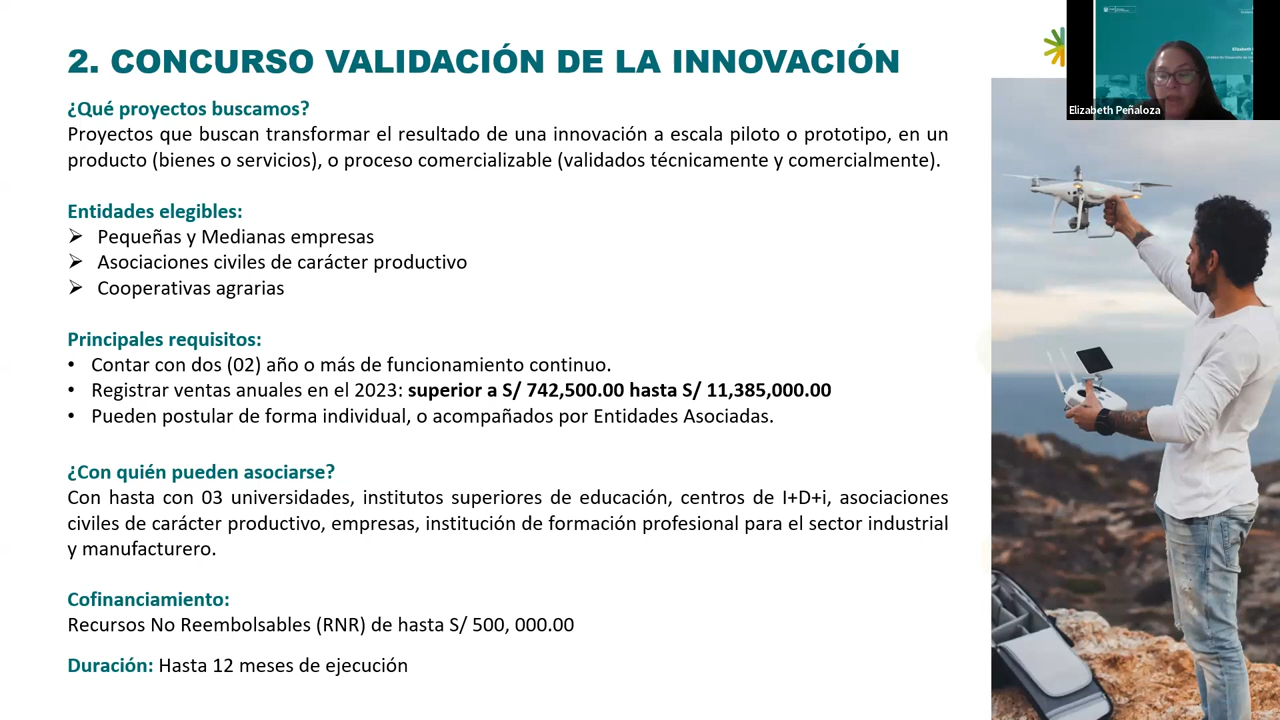 2. CONCURSO VALIDACIÓN DE LA INNOVACIÓN
Elizabeth Peñaloza
¿Qué proyectos buscamos?
Proyectos que buscan transformar el resultado de una innovación a escala piloto o prototipo, en un
producto (bienes o servicios), o proceso comercializable (validados técnicamente y comercialmente).
Entidades elegibles:
➢ Pequeñas y Medianas empresas
➢ Asociaciones civiles de carácter productivo
➢ Cooperativas agrarias
Principales requisitos:
• Contar con dos (02) año o más de funcionamiento continuo.
• Registrar ventas anuales en el 2023: superior a S/ 742,500.00 hasta S/ 11,385,000.00
• Pueden postular de forma individual, o acompañados por Entidades Asociadas.
¿Con quién pueden asociarse?
Con hasta con 03 universidades, institutos superiores de educación, centros de I+D+i, asociaciones
civiles de carácter productivo, empresas, institución de formación profesional para el sector industrial
y manufacturero.
Cofinanciamiento:
Recursos No Reembolsables (RNR) de hasta S/ 500, 000.00
Duración: Hasta 12 meses de ejecución